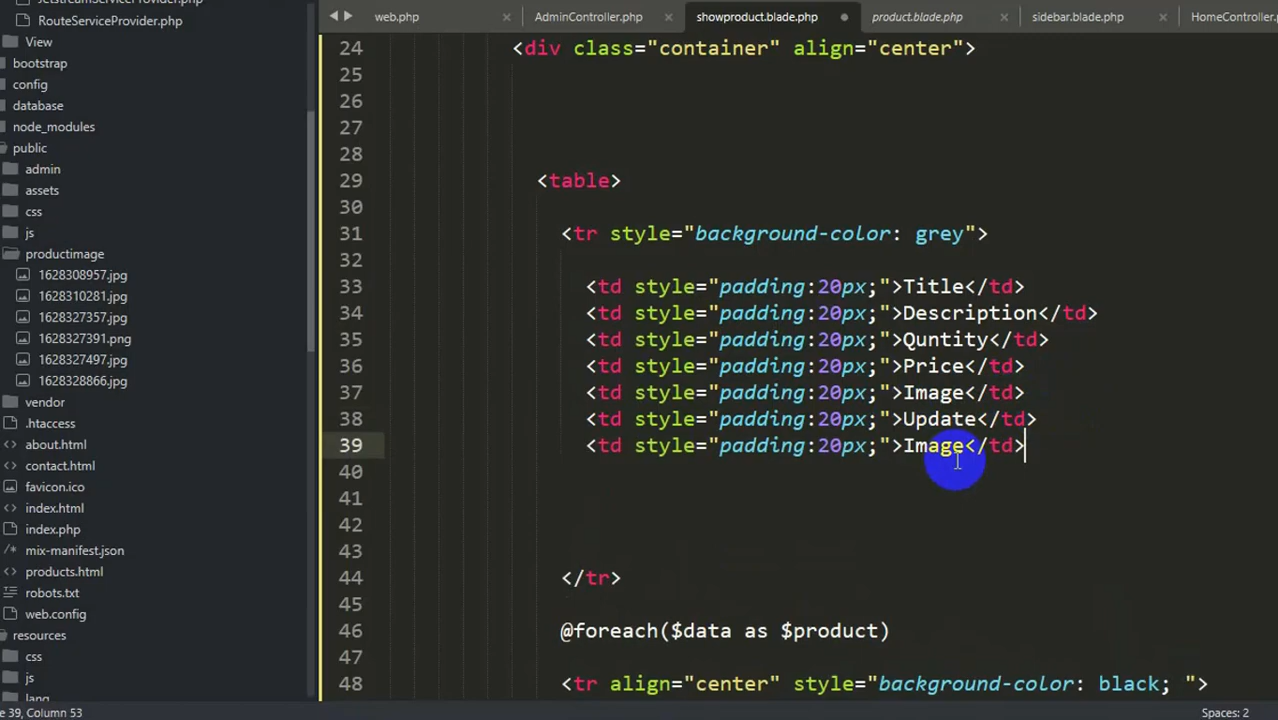 JetstreamServiceProvider.php
RouteServiceProvider.php
View
bootstrap
config
database
node_modules
public
admin
assets
css
js
productimage
1628308957.jpg
1628310281.jpg
1628327357.jpg
1628327391.png
1628327497.jpg
1628328866.jpg
vendor
.htaccess
about.html
contact.html
favicon.ico
index.html
index.php
/* mix-manifest.json
products.html
robots.txt
web.config
resources
css
js
lang
web.php × AdminController.php × showproduct.blade.php product.blade.php × sidebar.blade.php × HomeController.
24 <div class="container" align="center">
25
26
27
28
29 <table>
30
31 <tr style="background-color: grey">
32
33 <td style="padding:20px;">Title</td>
34 <td style="padding:20px;">Description</td>
35 <td style="padding:20px;">Quntity</td>
36 <td style="padding:20px;">Price</td>
37 <td style="padding:20px;">Image</td>
38 <td style="padding:20px;">Update</td>
39 <td style="padding:20px;">Image</td>
40
41
42
43
44 </tr>
45
46 @foreach($data as $product)
47
48 <tr align="center" style="background-color: black; ">
e 39, Column 53
Spaces: 2